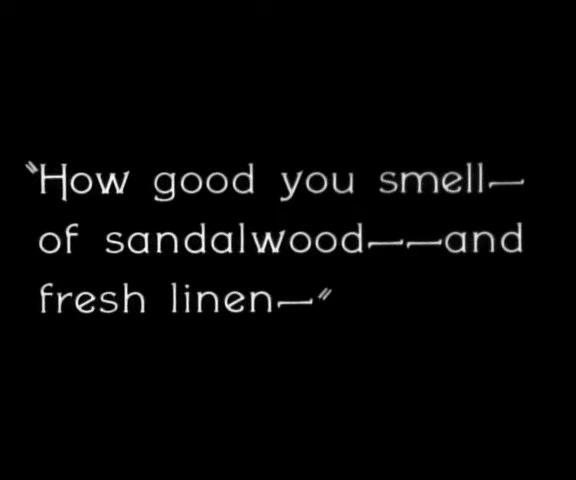 "How good you smell—
of sandalwood——and
fresh linen—"